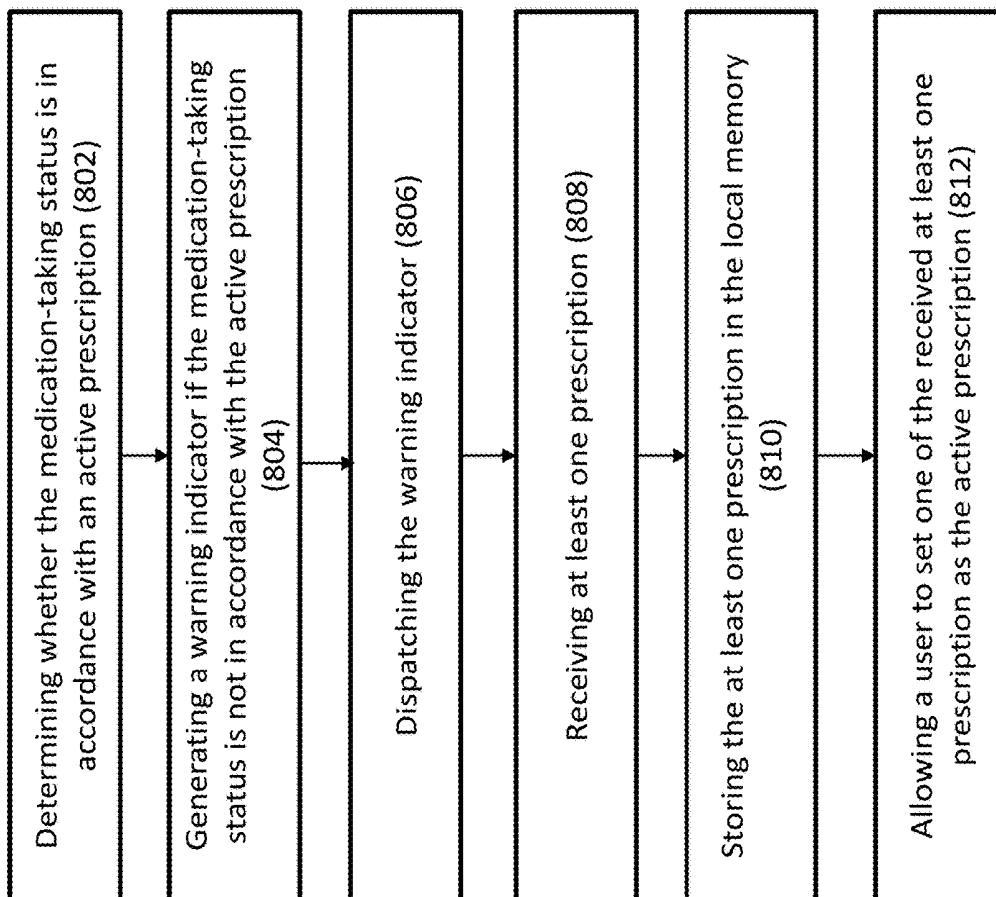 Determining whether the medication-taking status is in
accordance with an active prescription (802)
Generating a warning indicator if the medication-taking
status is not in accordance with the active prescription
(804)
Dispatching the warning indicator (806)
Receiving at least one prescription (808)
Storing the at least one prescription in the local memory
(810)
Allowing a user to set one of the received at least one
prescription as the active prescription (812)